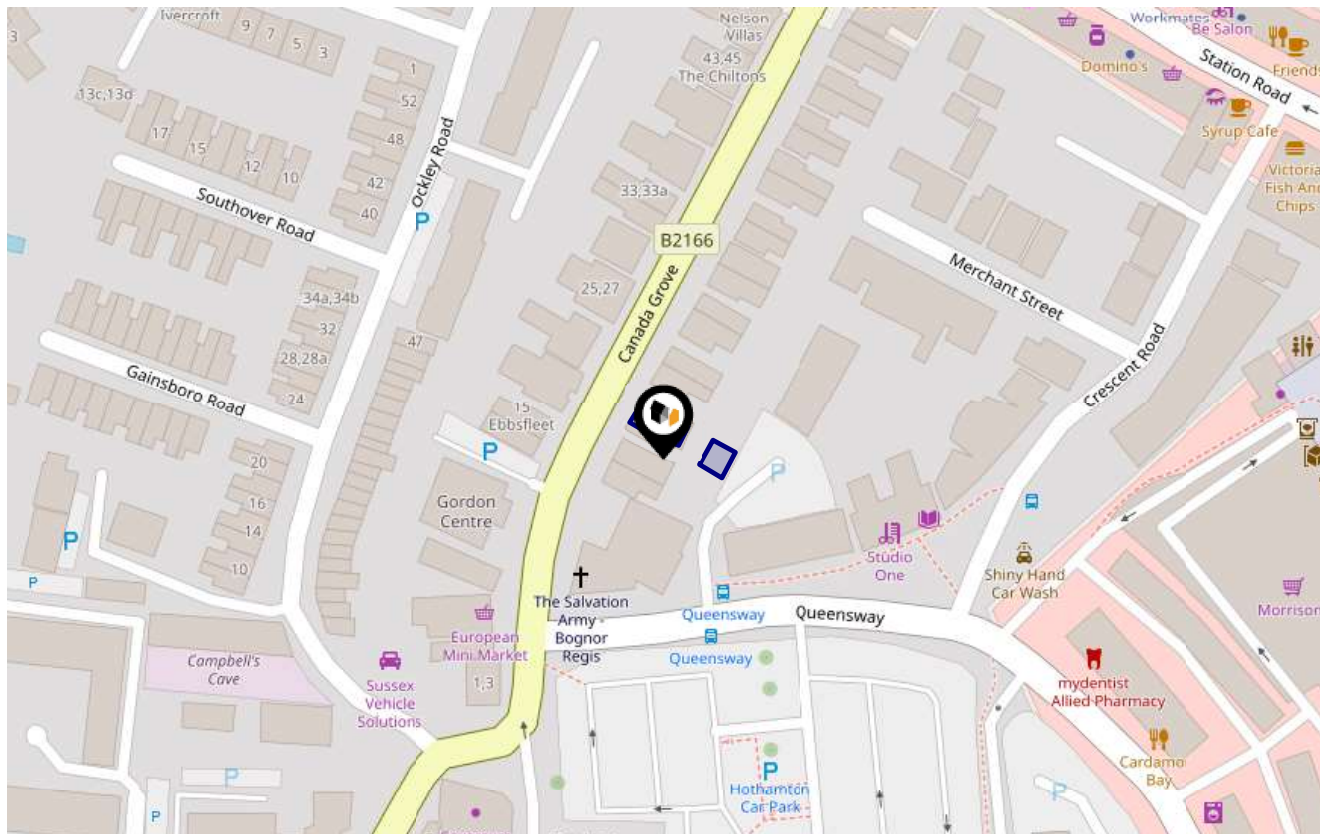 Ivercroft
9
7
5
3
3
13c,13d
17
15
12
10
1
52
48
42
40
Ockley Road
P
Southover Road
34a,34b
32
28,28a
24
Gainsboro Road
20
16
14
10
47
P
P
Nelson
Villas
43,45
The Chiltons
33,33a
B2166
25,27
Canada Grove
15
Ebbsfleet
P
Gordon
Centre
The Salvation
Army -
Bognor
Regis
European
Mini Market
1,3
Campbell's
Cave
Sussex
Vehicle
Solutions
P
P
Workmates
Be Salon
Domino's
Station Road
Friends
Syrup Cafe
Victoria
Fish And
Chips
Merchant Street
Crescent Road
P
Studio
One
Shiny Hand
Car Wash
Queensway
Queensway
Queensway
Morrison
mydentist
Allied Pharmacy
Cardamo
Bay
P
Hothamton
Car Park
P